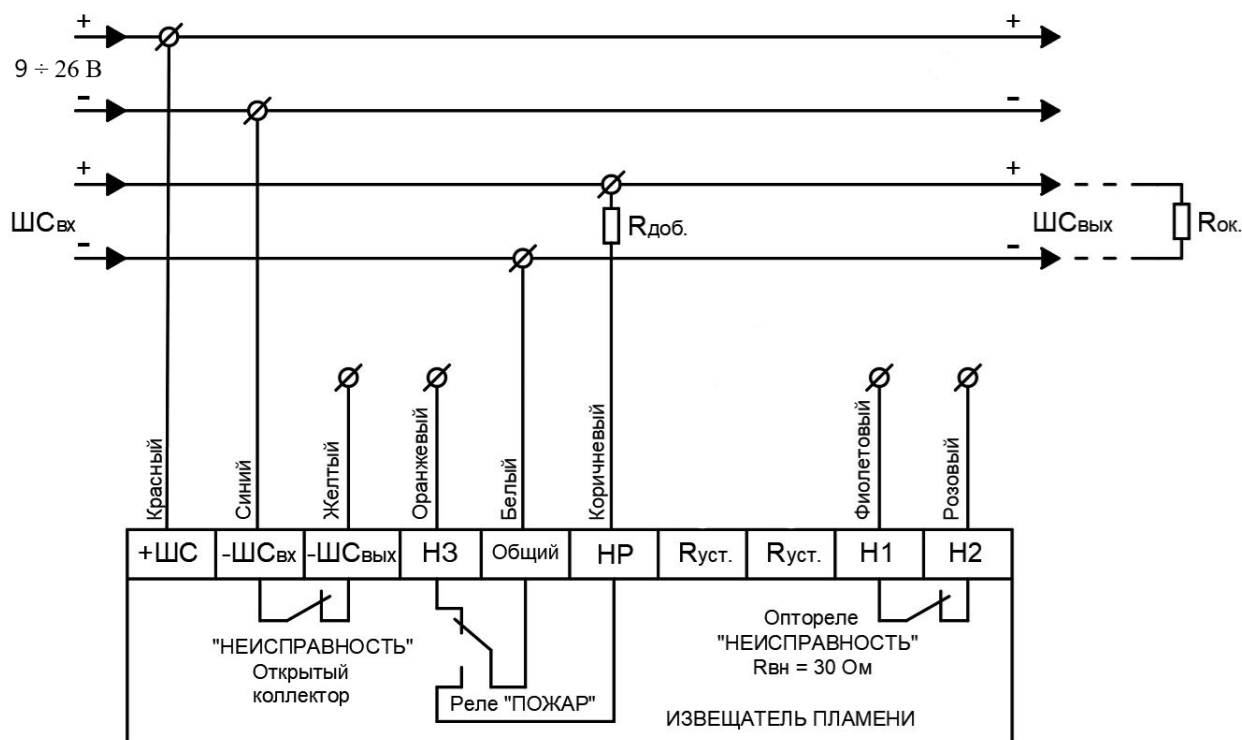 + +
9 ÷ 26 В
- -
+ +
ШСвх Rдоб. ШСвых Rок.
- -
Красный
Синий
Желтый
Оранжевый
Белый
Коричневый
Фиолетовый
Розовый
+ШС -ШСвх -ШСвых НЗ Общий НР Rуст. Rуст. Н1 Н2
"НЕИСПРАВНОСТЬ"
Открытый
коллектор
Реле "ПОЖАР"
Оптореле
"НЕИСПРАВНОСТЬ"
Rвн = 30 Ом
ИЗВЕЩАТЕЛЬ ПЛАМЕНИ